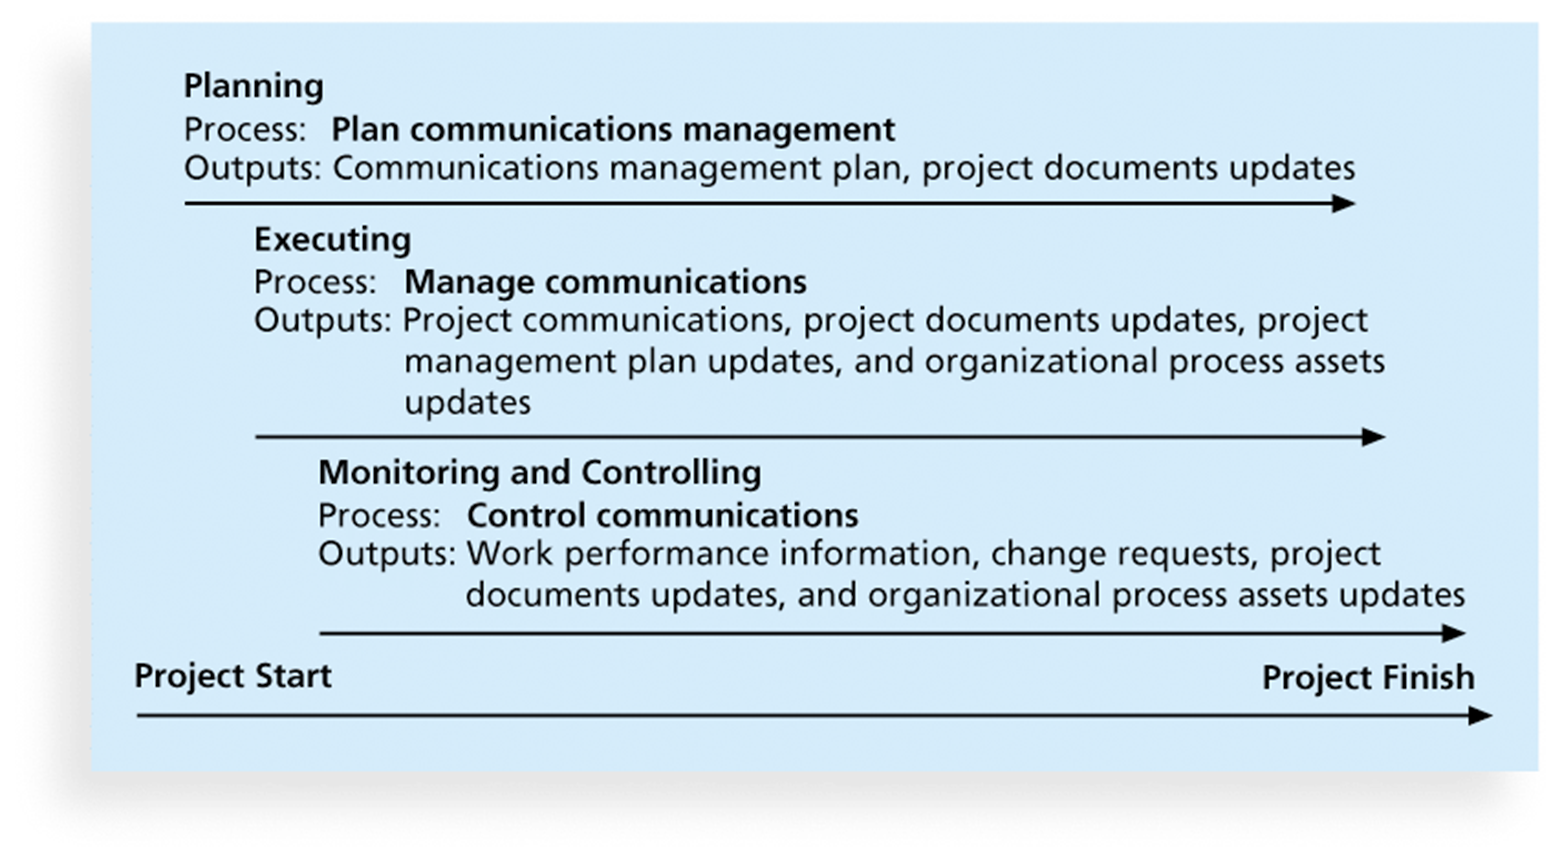 Planning
Process: Plan communications management
Outputs: Communications management plan, project documents updates
Executing
Process: Manage communications
Outputs: Project communications, project documents updates, project
management plan updates, and organizational process assets
updates
Monitoring and Controlling
Process: Control communications
Outputs: Work performance information, change requests, project
documents updates, and organizational process assets updates
Project Start
Project Finish